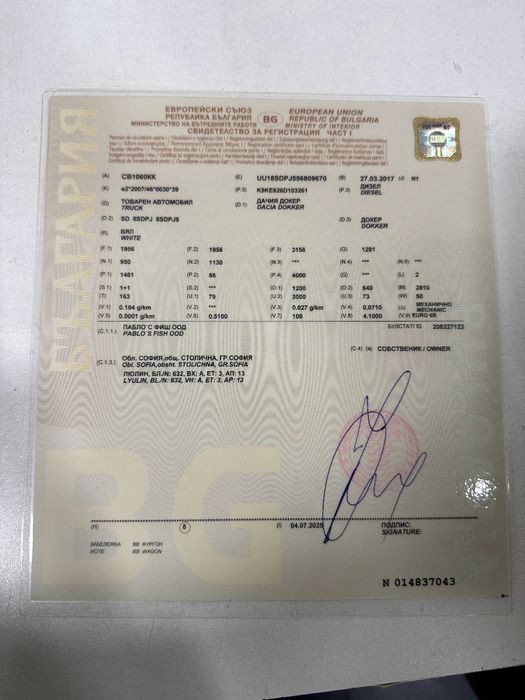 ЕВРОПЕЙСКИ СЪЮЗ EUROPEAN UNION
РЕПУБЛИКА БЪЛГАРИЯ BG REPUBLIC OF BULGARIA
МИНИСТЕРСТВО НА ВЪТРЕШНИТЕ РАБОТИ MINISTRY OF INTERIOR
СВИДЕТЕЛСТВО ЗА РЕГИСТРАЦИЯ ЧАСТ I
БЪЛГАРИЯ
(A) CB1060KK (E) UU18SDPJ556809670 (B) 27.03.2017 (J) N1
(K) e2*2007/46*0030*39 (P.5) K9KE626D103261 (P.3) ДИЗЕЛ
DIESEL
(D) ТОВАРЕН АВТОМОБИЛ (D.1) ДАЧИЯ ДОКЕР
TRUCK DACIA DOKKER
(D.2) SD 8SDPJ 8SDPJ5 (D.3) ДОКЕР
DOKKER
(R) БЯЛ
WHITE
(F.1) 1956 (F.2) 1956 (F.3) 3156 (G) 1281
(N.1) 950 (N.2) 1130 (N.3) *** (N.4) *** (N.5) ***
(P.1) 1461 (P.2) 66 (P.4) 4000 (Q) *** (L) 2
(S.1) 1+1 (S.2) *** (O.1) 1200 (O.2) 640 (M) 2810
(T) 163 (U.1) 79 (U.2) 3000 (U.3) 73 (W) 50
(V.1) 0.194 g/km (V.2) *** (V.3) 0.027 g/km (V.4) 0.0710 МЕХАНИЧНО
MECHANIC
(V.5) 0.0001 g/km (V.6) 0.5100 (V.7) 106 (V.8) 4.1000 (V.9) EURO 6B
(C.1.1) ПАБЛО`С ФИШ ООД БУЛСТАТ/ ID 208227123
PABLO`S FISH OOD
(C.4) (a) СОБСТВЕНИК / OWNER
(C.1.3.) Обл. СОФИЯ,общ. СТОЛИЧНА, ГР.СОФИЯ
Obl. SOFIA,obsht. STOLICHNA, GR.SOFIA
ЛЮЛИН, БЛ./N: 632, ВХ: А, ЕТ: 3, АП: 13
LYULIN, BL./N: 632, VH: A, ET: 3, AP: 13
BG
(H) 8 (I) 04.07.2025 ПОДПИС:
SIGNATURE:
ЗАБЕЛЕЖКА BB ФУРГОН
NOTE BB WAGON
N 014837043